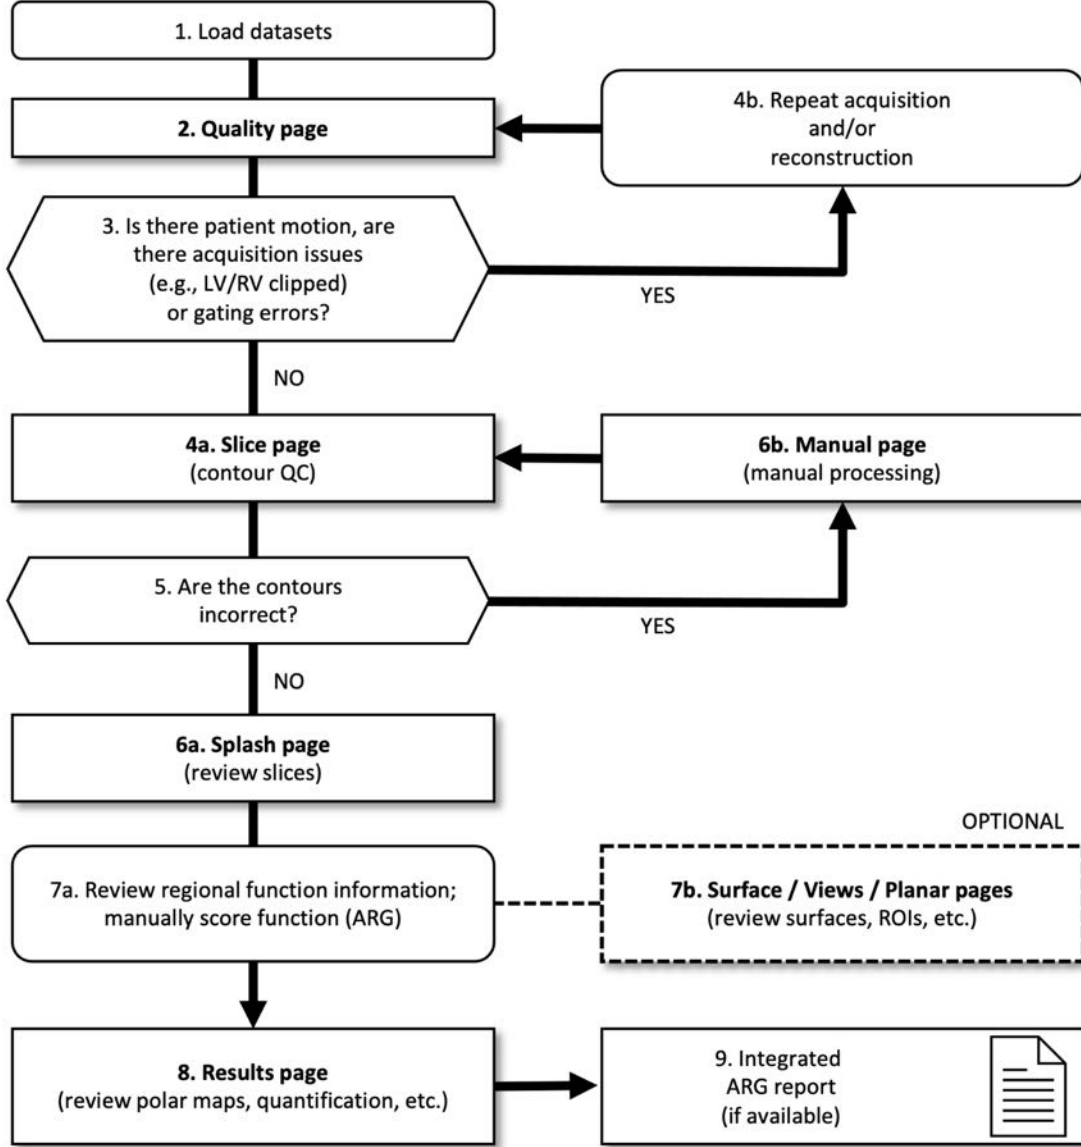 1. Load datasets
2. Quality page
4b. Repeat acquisition
and/or
reconstruction
3. Is there patient motion, are
there acquisition issues
(e.g., LV/RV clipped)
or gating errors?
YES
NO
4a. Slice page
(contour QC)
6b. Manual page
(manual processing)
5. Are the contours
incorrect?
YES
NO
6a. Splash page
(review slices)
OPTIONAL
7a. Review regional function information;
manually score function (ARG)
7b. Surface / Views / Planar pages
(review surfaces, ROIs, etc.)
8. Results page
(review polar maps, quantification, etc.)
9. Integrated
ARG report
(if available)